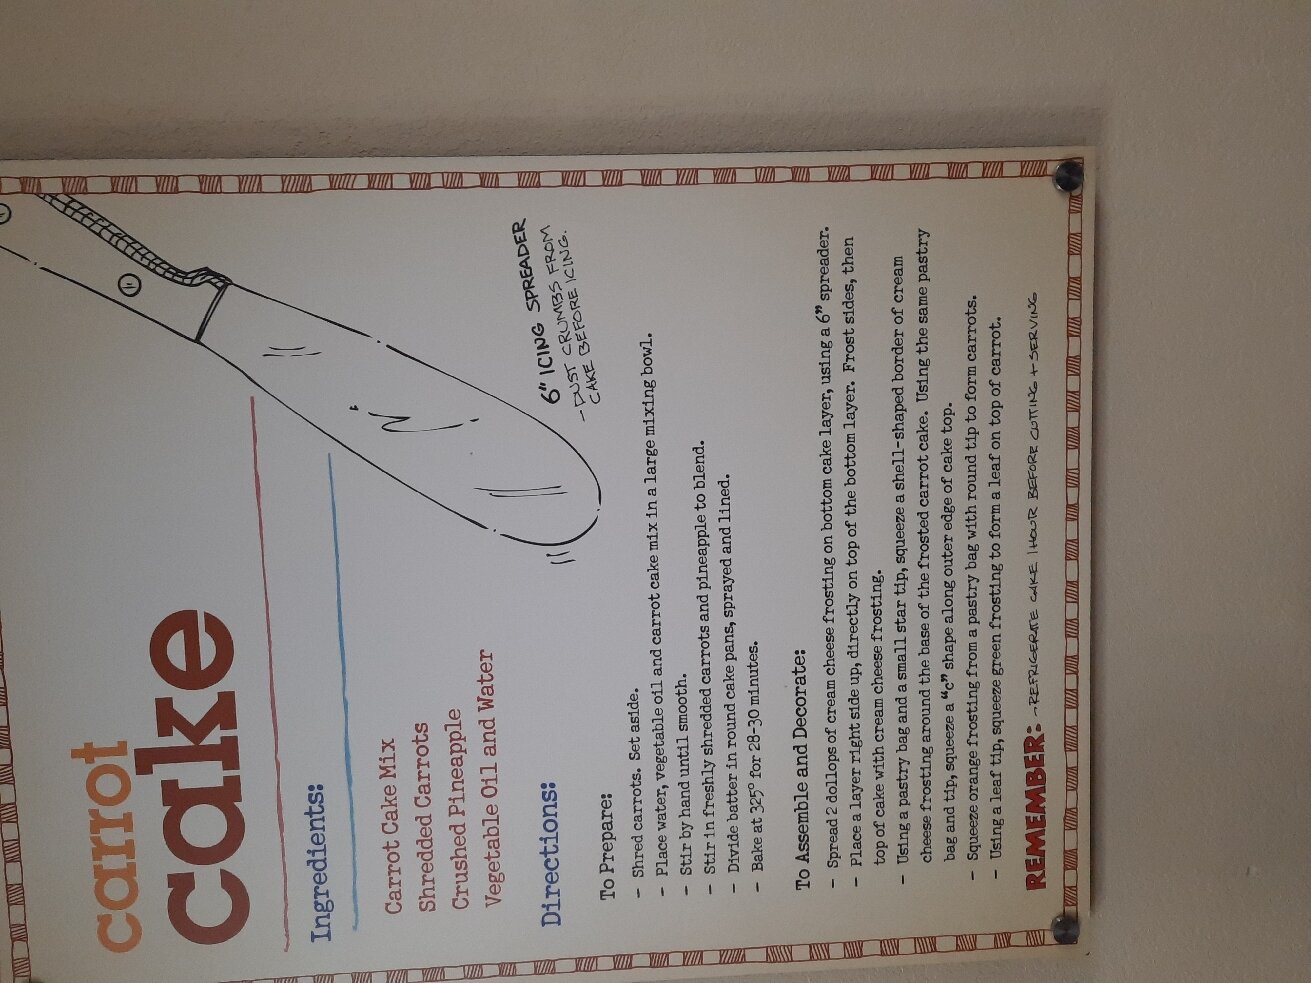 carrot
cake
Ingredients:
Carrot Cake Mix
Shredded Carrots
Crushed Pineapple
Vegetable Oil and Water
6" ICING SPREADER
- DUST CRUMBS FROM
CAKE BEFORE ICING.
Directions:
To Prepare:
- Shred carrots. Set aside.
- Place water, vegetable oil and carrot cake mix in a large mixing bowl.
- Stir by hand until smooth.
- Stir in freshly shredded carrots and pineapple to blend.
- Divide batter in round cake pans, sprayed and lined.
- Bake at 325° for 28-30 minutes.
To Assemble and Decorate:
- Spread 2 dollops of cream cheese frosting on bottom cake layer, using a 6" spreader.
- Place a layer right side up, directly on top of the bottom layer. Frost sides, then
top of cake with cream cheese frosting.
- Using a pastry bag and a small star tip, squeeze a shell-shaped border of cream
cheese frosting around the base of the frosted carrot cake. Using the same pastry
bag and tip, squeeze a "c" shape along outer edge of cake top.
- Squeeze orange frosting from a pastry bag with round tip to form carrots.
- Using a leaf tip, squeeze green frosting to form a leaf on top of carrot.
REMEMBER: - REFRIGERATE CAKE 1 HOUR BEFORE CUTTING + SERVING